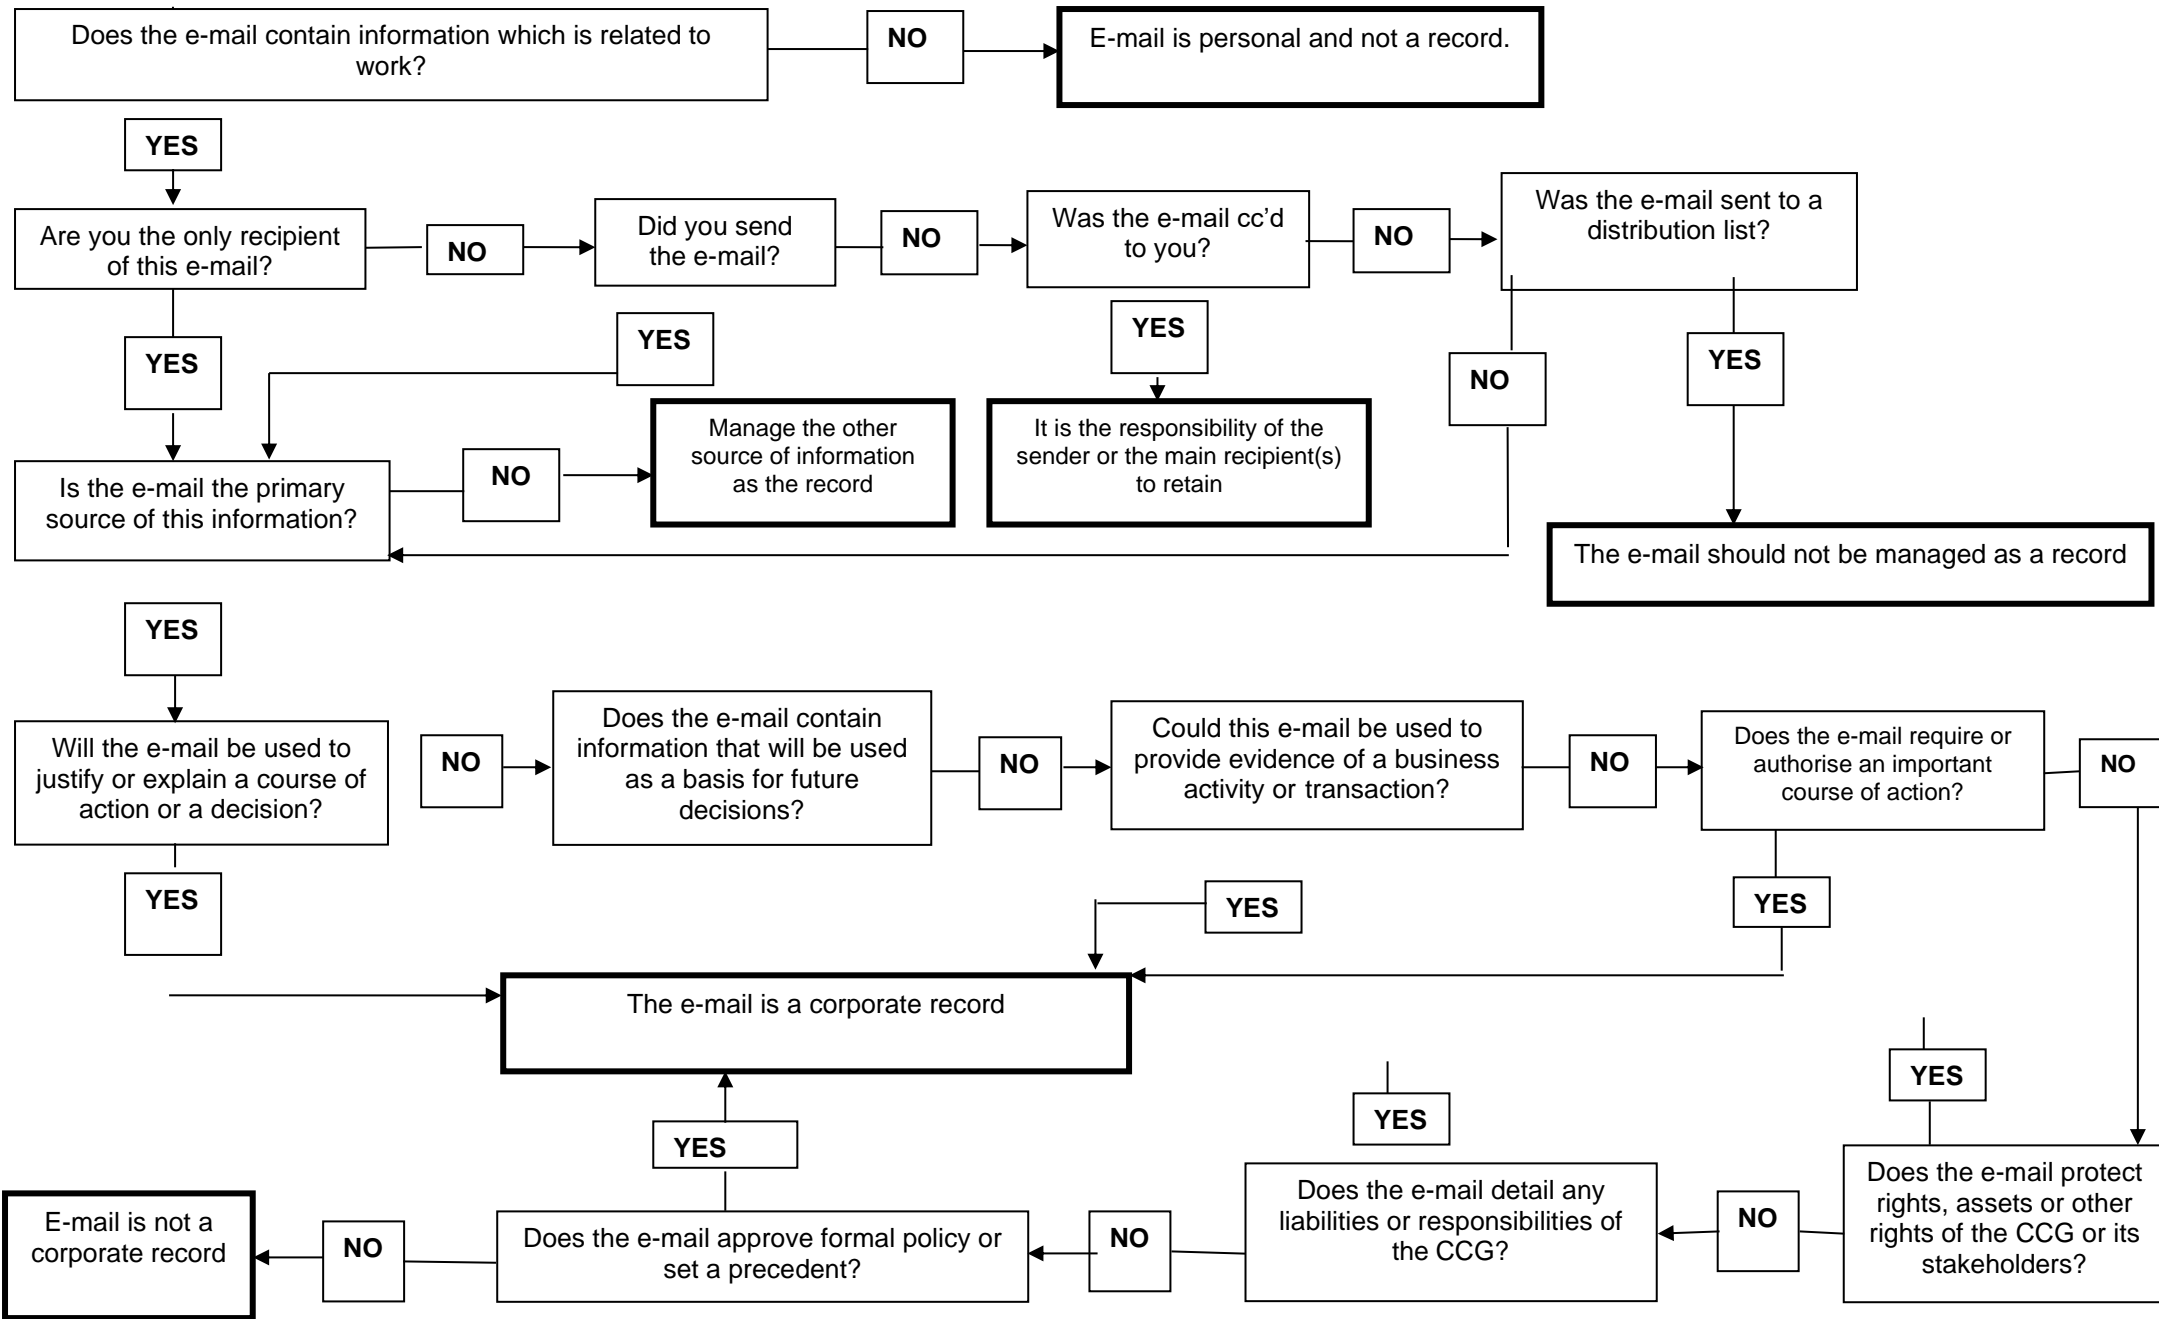 Does the e-mail contain information which is related to
work?
NO
E-mail is personal and not a record.
YES
Are you the only recipient
of this e-mail?
NO
Did you send
the e-mail?
NO
Was the e-mail cc’d
to you?
NO
Was the e-mail sent to a
distribution list?
YES
YES
YES
NO
YES
Is the e-mail the primary
source of this information?
NO
Manage the other
source of information
as the record
It is the responsibility of the
sender or the main recipient(s)
to retain
The e-mail should not be managed as a record
YES
Will the e-mail be used to
justify or explain a course of
action or a decision?
NO
Does the e-mail contain
information that will be used
as a basis for future
decisions?
NO
Could this e-mail be used to
provide evidence of a business
activity or transaction?
NO
Does the e-mail require or
authorise an important
course of action?
NO
YES
YES
YES
The e-mail is a corporate record
YES
YES
YES
E-mail is not a
corporate record
NO
Does the e-mail approve formal policy or
set a precedent?
NO
Does the e-mail detail any
liabilities or responsibilities of
the CCG?
NO
Does the e-mail protect
rights, assets or other
rights of the CCG or its
stakeholders?